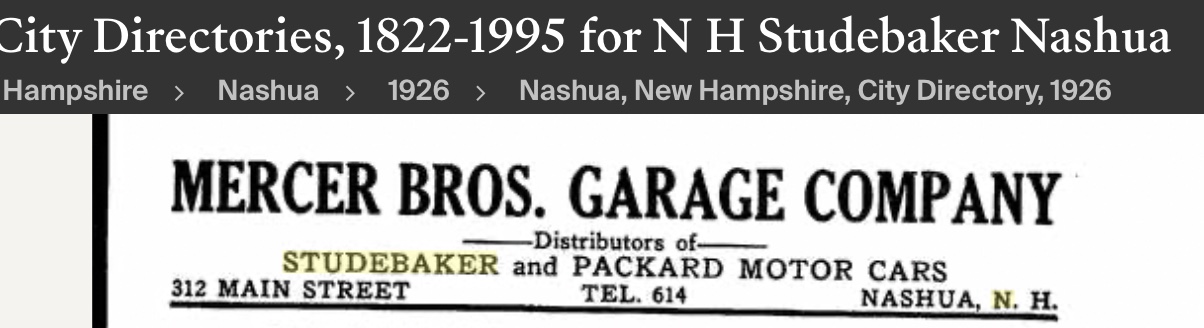 City Directories, 1822-1995 for N H Studebaker Nashua
Hampshire > Nashua > 1926 > Nashua, New Hampshire, City Directory, 1926
MERCER BROS. GARAGE COMPANY
Distributors of
STUDEBAKER and PACKARD MOTOR CARS
312 MAIN STREET TEL. 614 NASHUA, N. H.